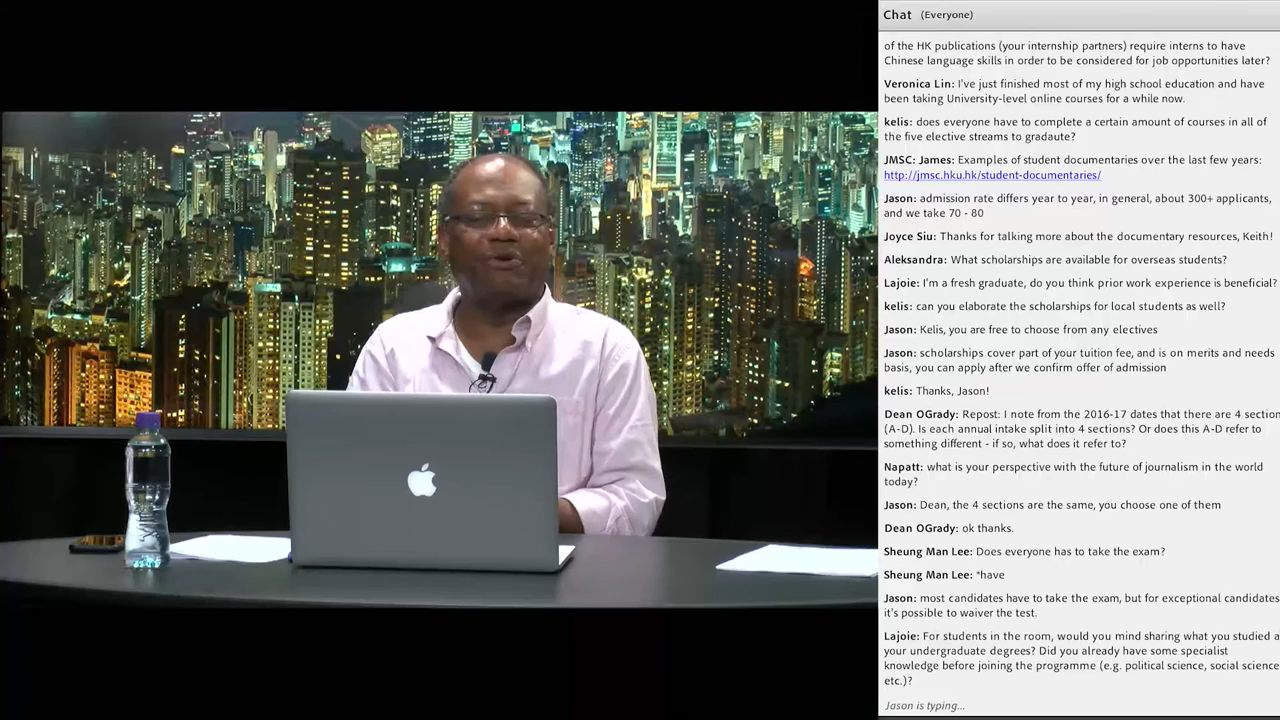 Chat (Everyone)
of the HK publications (your internship partners) require interns to have
Chinese language skills in order to be considered for job opportunities later?
Veronica Lin: I've just finished most of my high school education and have
been taking University-level online courses for a while now.
kelis: does everyone have to complete a certain amount of courses in all of
the five elective streams to gradaute?
JMSC: James: Examples of student documentaries over the last few years:
http://jmsc.hku.hk/student-documentaries/
Jason: admission rate differs year to year, in general, about 300+ applicants,
and we take 70 - 80
Joyce Siu: Thanks for talking more about the documentary resources, Keith!
Aleksandra: What scholarships are available for overseas students?
Lajoie: I'm a fresh graduate, do you think prior work experience is beneficial?
kelis: can you elaborate the scholarships for local students as well?
Jason: Kelis, you are free to choose from any electives
Jason: scholarships cover part of your tuition fee, and is on merits and needs
basis, you can apply after we confirm offer of admission
kelis: Thanks, Jason!
Dean OGrady: Repost: I note from the 2016-17 dates that there are 4 section
(A-D). Is each annual intake split into 4 sections? Or does this A-D refer to
something different - if so, what does it refer to?
Napatt: what is your perspective with the future of journalism in the world
today?
Jason: Dean, the 4 sections are the same, you choose one of them
Dean OGrady: ok thanks.
Sheung Man Lee: Does everyone has to take the exam?
Sheung Man Lee: *have
Jason: most candidates have to take the exam, but for exceptional candidates
it's possible to waiver the test.
Lajoie: For students in the room, would you mind sharing what you studied a
your undergraduate degrees? Did you already have some specialist
knowledge before joining the programme (e.g. political science, social science
etc.)?
Jason is typing...